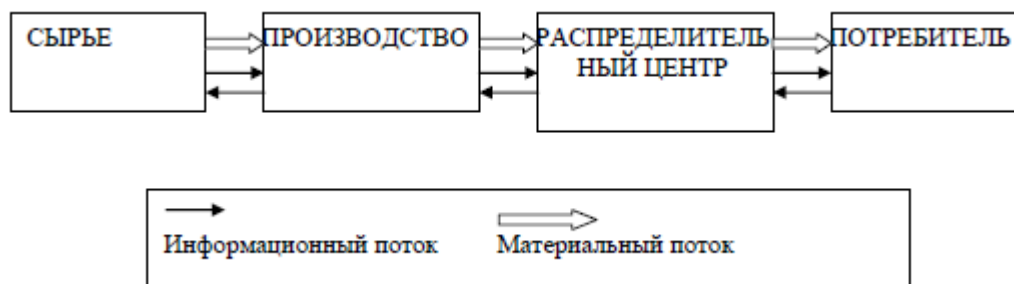 СЫРЬЕ
ПРОИЗВОДСТВО
РАСПРЕДЕЛИТЕЛЬ
НЫЙ ЦЕНТР
ПОТРЕБИТЕЛЬ
Информационный поток
Материальный поток